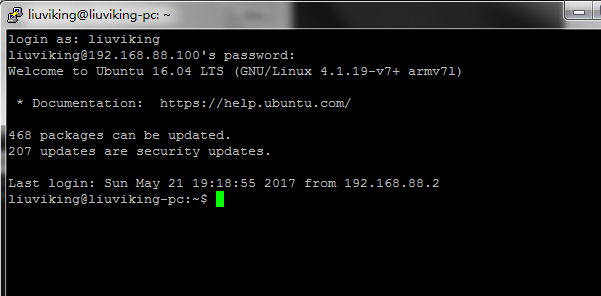 liuviking@liuviking-pc: ~
login as: liuviking
liuviking@192.168.88.100's password:
Welcome to Ubuntu 16.04 LTS (GNU/Linux 4.1.19-v7+ armv7l)
* Documentation:  https://help.ubuntu.com/
468 packages can be updated.
207 updates are security updates.
Last login: Sun May 21 19:18:55 2017 from 192.168.88.2
liuviking@liuviking-pc:~$